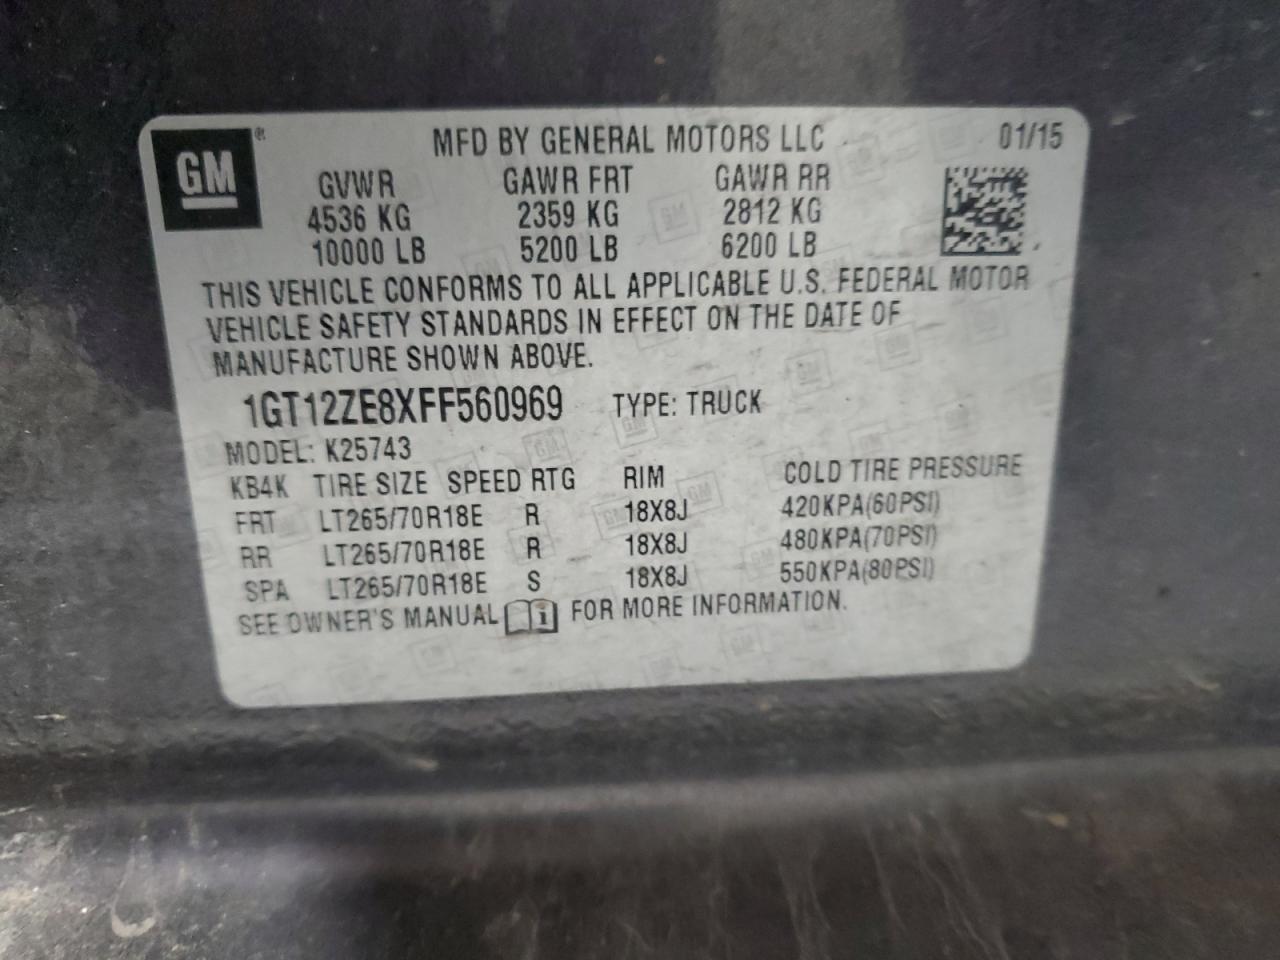 GM ® MFD BY GENERAL MOTORS LLC 01/15
GVWR GAWR FRT GAWR RR
4536 KG 2359 KG 2812 KG
10000 LB 5200 LB 6200 LB
THIS VEHICLE CONFORMS TO ALL APPLICABLE U.S. FEDERAL MOTOR
VEHICLE SAFETY STANDARDS IN EFFECT ON THE DATE OF
MANUFACTURE SHOWN ABOVE.
1GT12ZE8XFF560969 TYPE: TRUCK
MODEL: K25743
KB4K TIRE SIZE SPEED RTG RIM COLD TIRE PRESSURE
FRT LT265/70R18E R 18X8J 420KPA(60PSI)
RR LT265/70R18E R 18X8J 480KPA(70PSI)
SPA LT265/70R18E S 18X8J 550KPA(80PSI)
SEE OWNER'S MANUAL i FOR MORE INFORMATION.